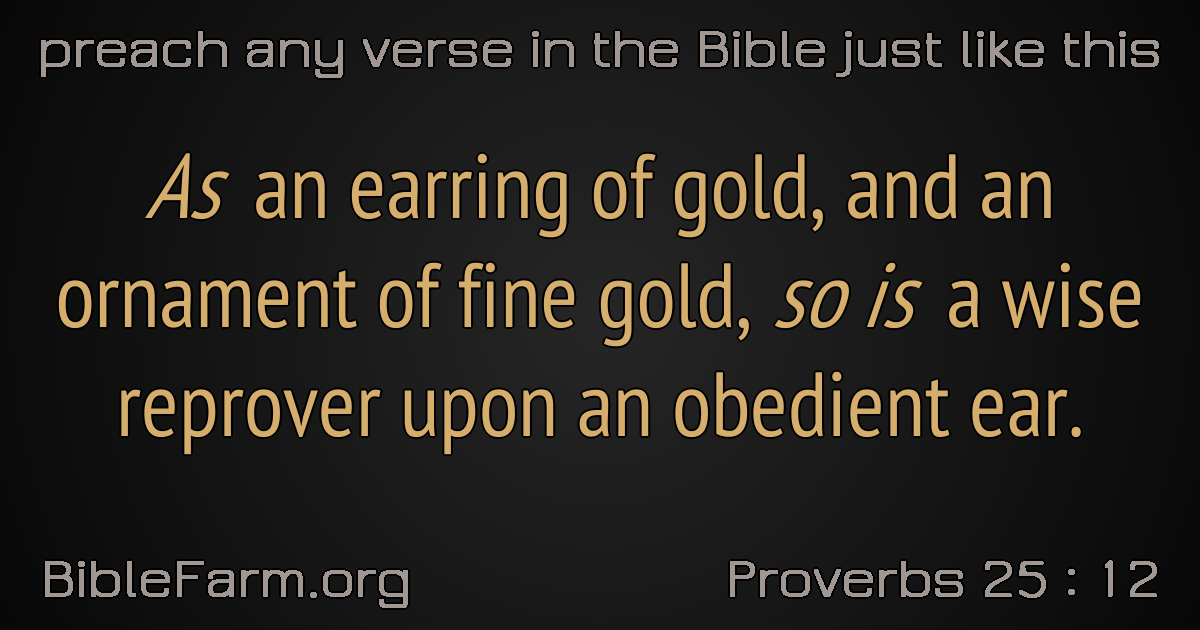 preach any verse in the Bible just like this
As an earring of gold, and an
ornament of fine gold, so is a wise
reprover upon an obedient ear.
BibleFarm.org
Proverbs 25 : 12